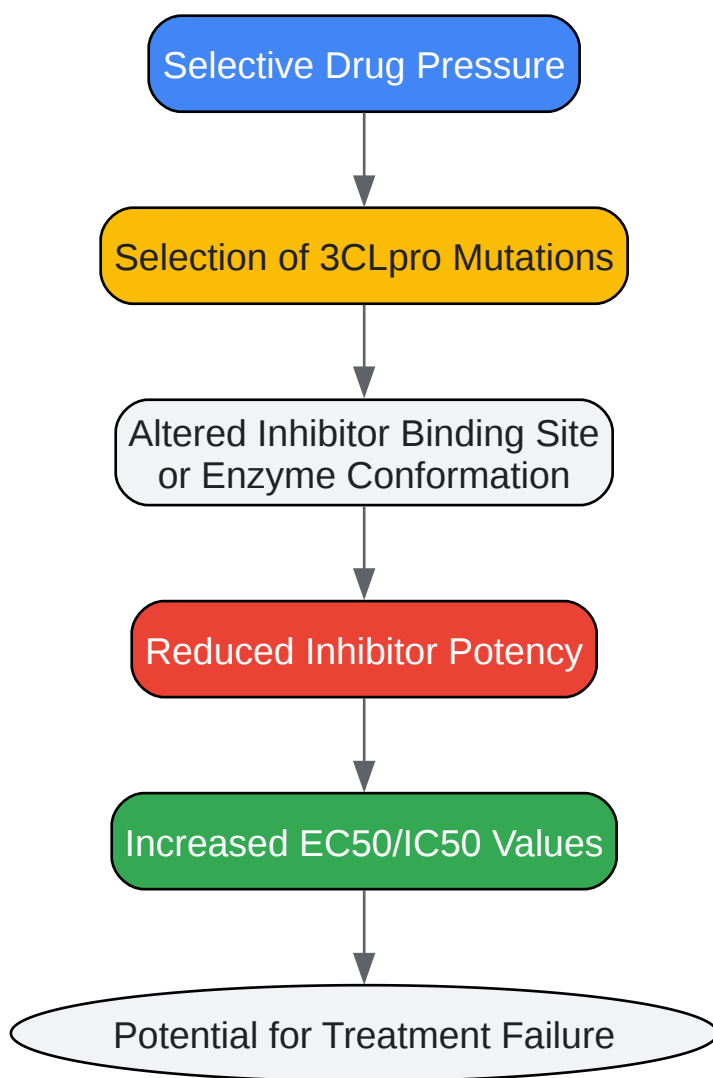 Selective Drug Pressure
Selection of 3CLpro Mutations
Altered Inhibitor Binding Site
or Enzyme Conformation
Reduced Inhibitor Potency
Increased EC50/IC50 Values
Potential for Treatment Failure